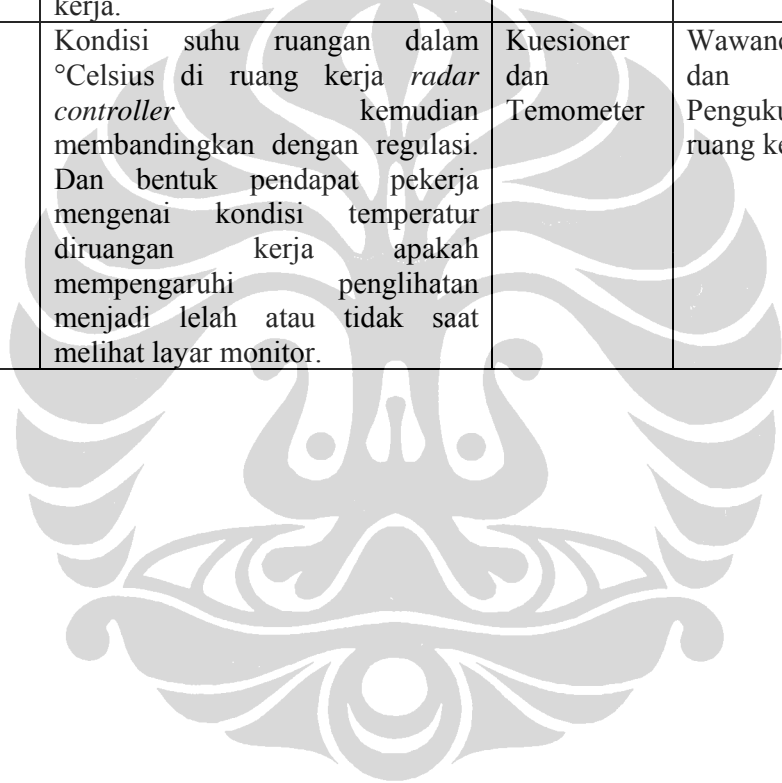 kerja.
Kondisi suhu ruangan dalam
°Celsius di ruang kerja radar
controller kemudian
membandingkan dengan regulasi.
Dan bentuk pendapat pekerja
mengenai kondisi temperatur
diruangan kerja apakah
mempengaruhi penglihatan
menjadi lelah atau tidak saat
melihat layar monitor.
Kuesioner
dan
Temometer
dan